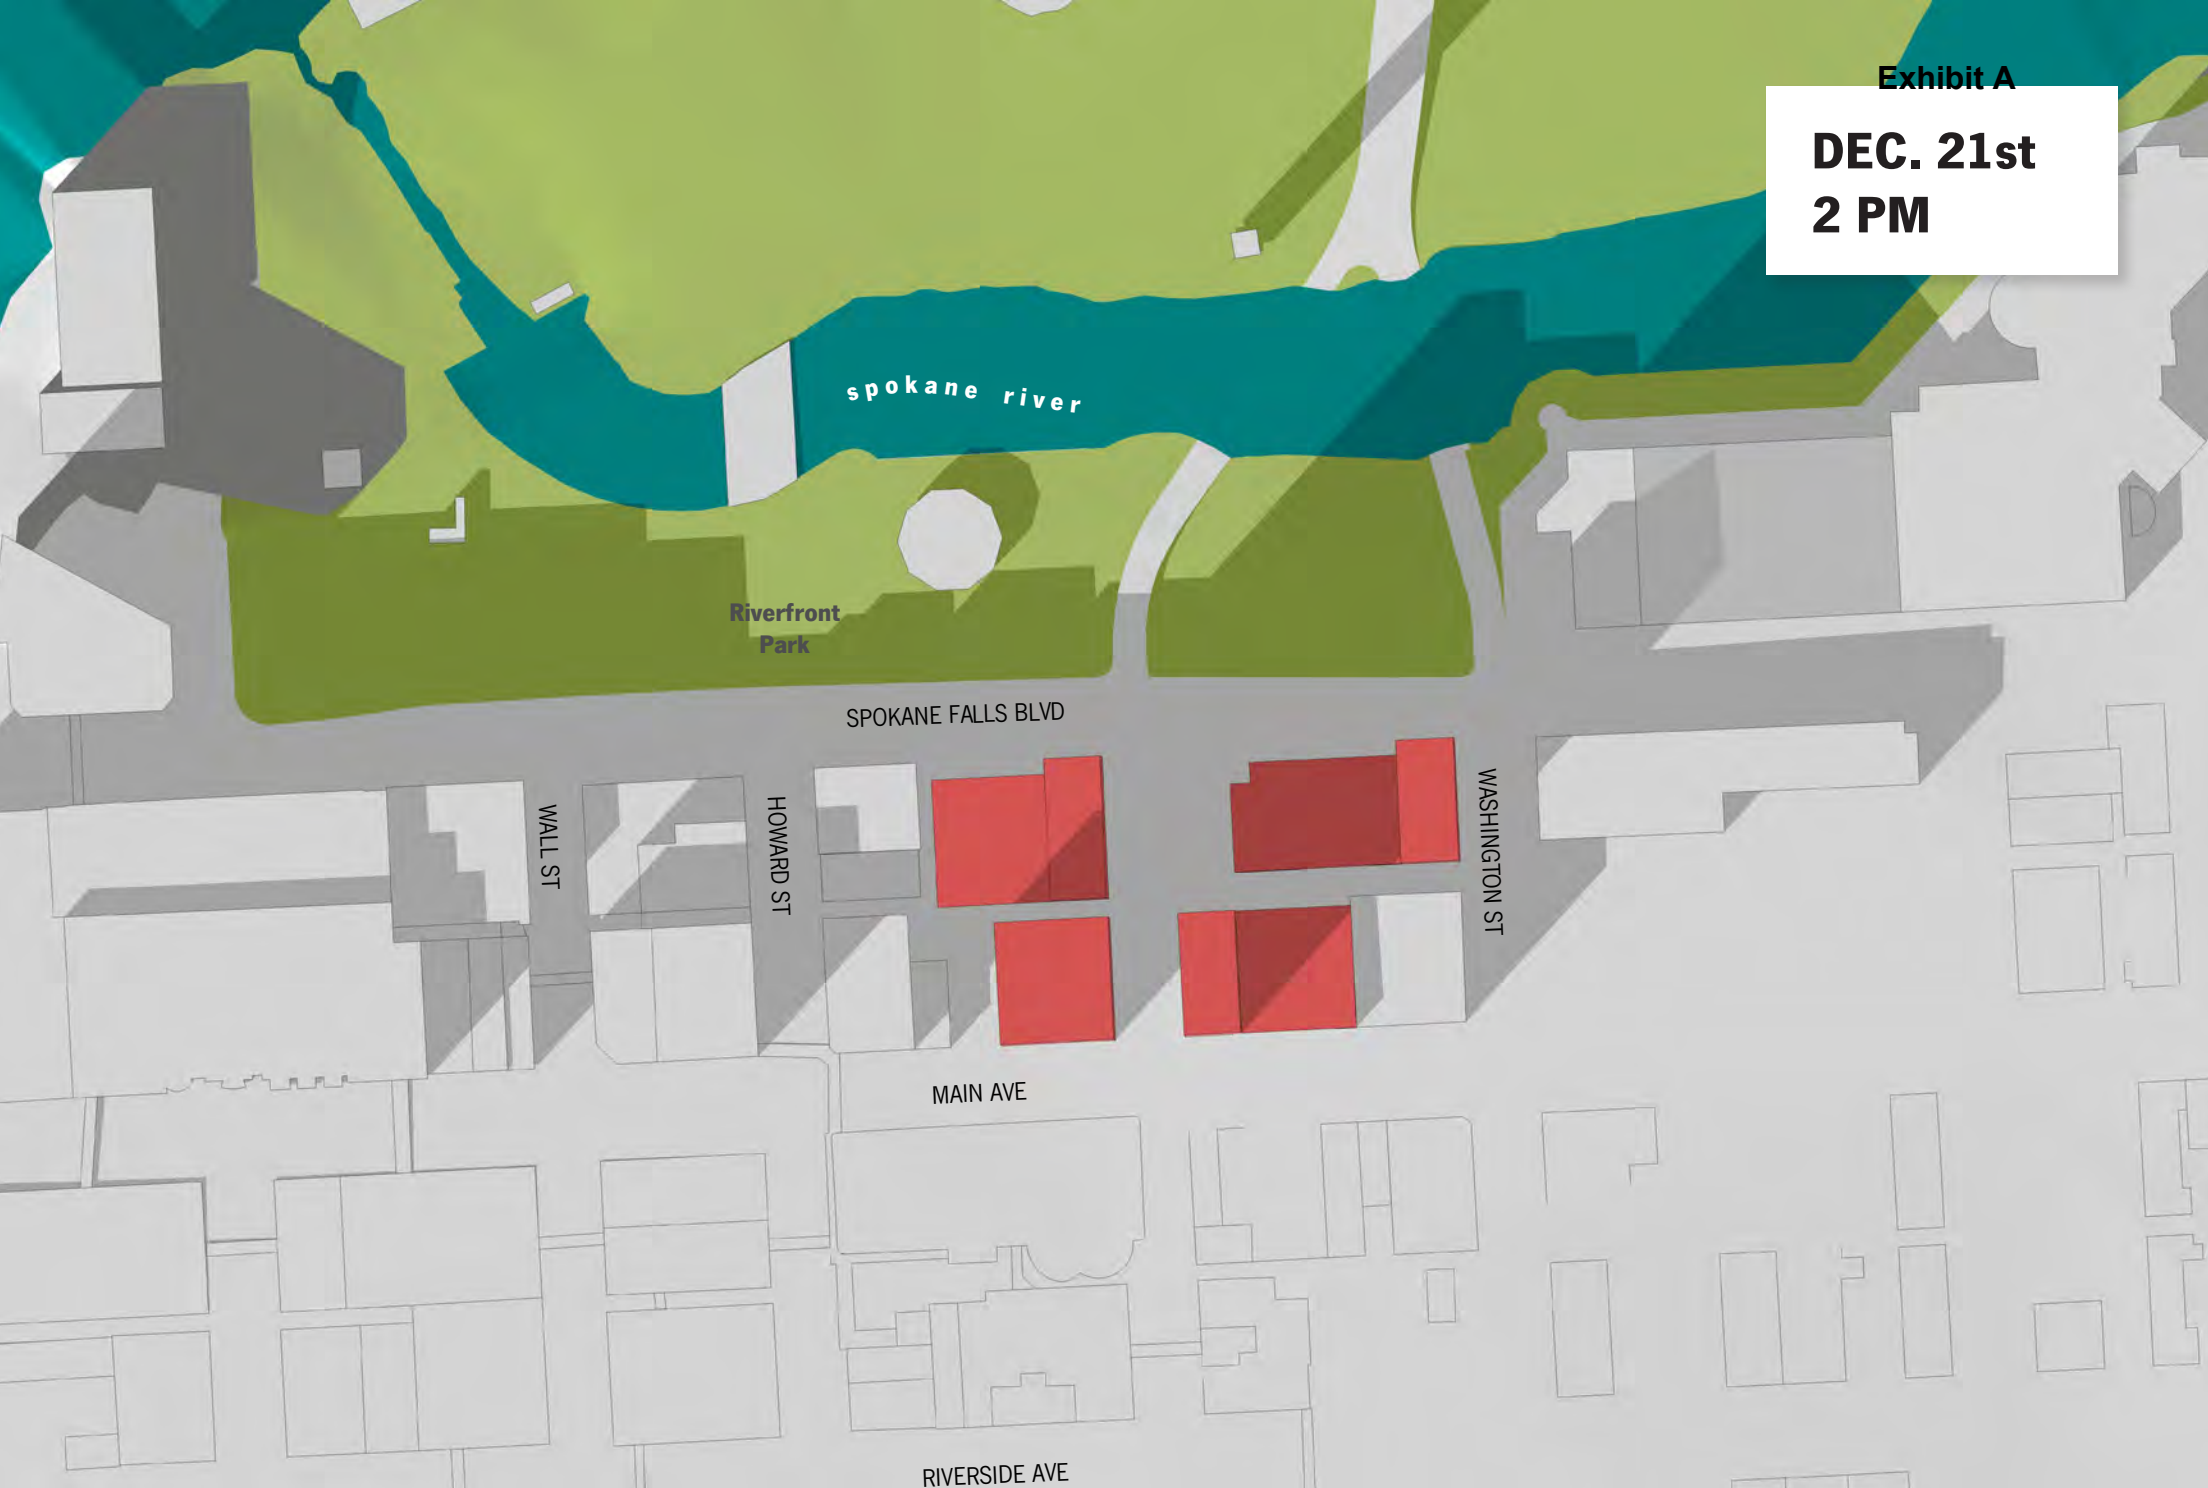 Exhibit A
DEC. 21st
2 PM
spokane river
Riverfront
Park
SPOKANE FALLS BLVD
WALL ST
HOWARD ST
WASHINGTON ST
MAIN AVE
RIVERSIDE AVE